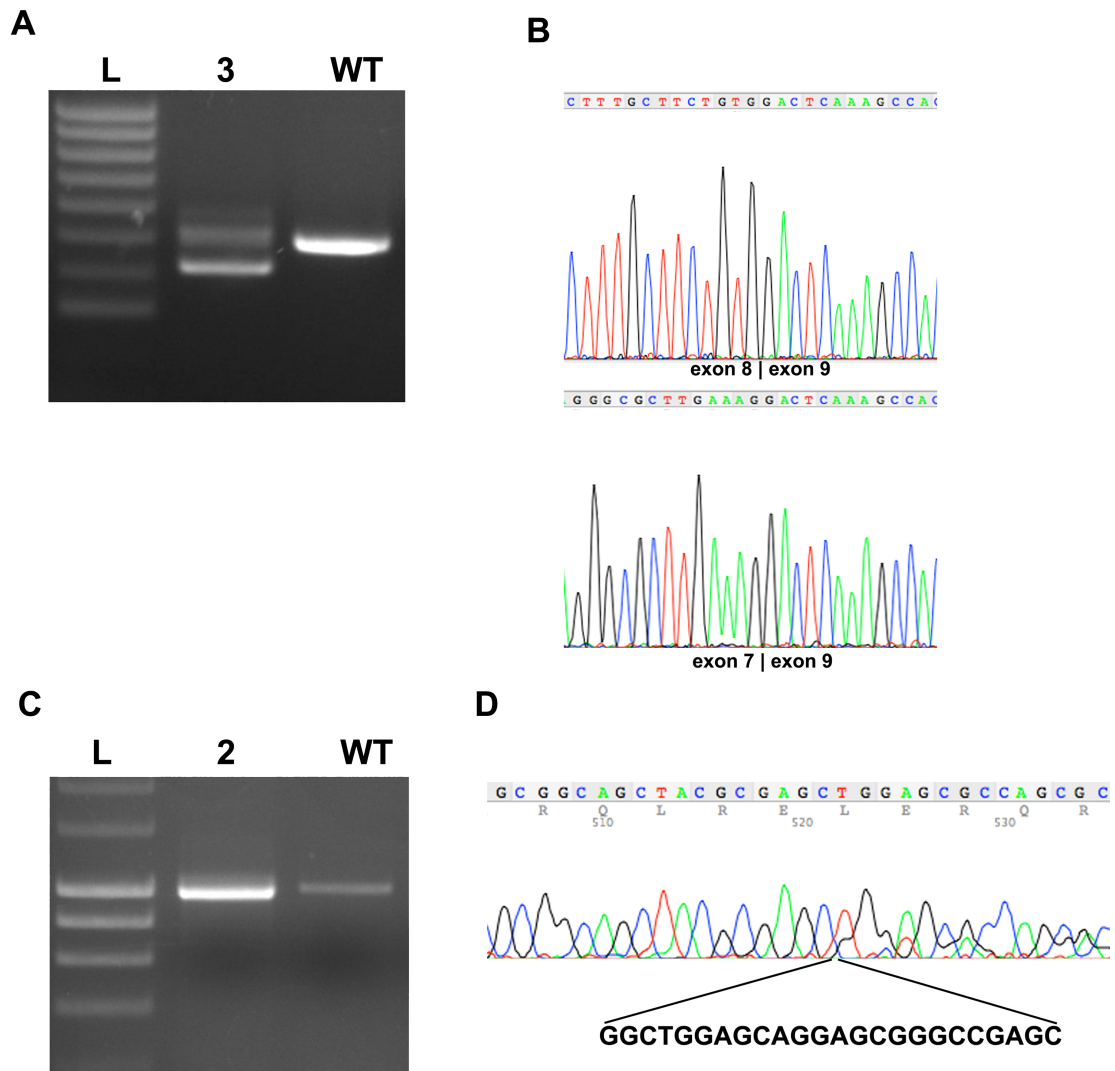 A
B
L 3 WT
C T T T G C T T C T G T G G A C T C A A A G C C A C
exon 8 | exon 9
G G G C G C T T G A A A G G A C T C A A A G C C A C
exon 7 | exon 9
C
D
L 2 WT
G C G G C A G C T A C G C G A G C T G G A G C G C C A G C G C
R Q L R E L E R Q R
510 520 530
GGCTGGAGCAGGAGCGGGCCGAGC